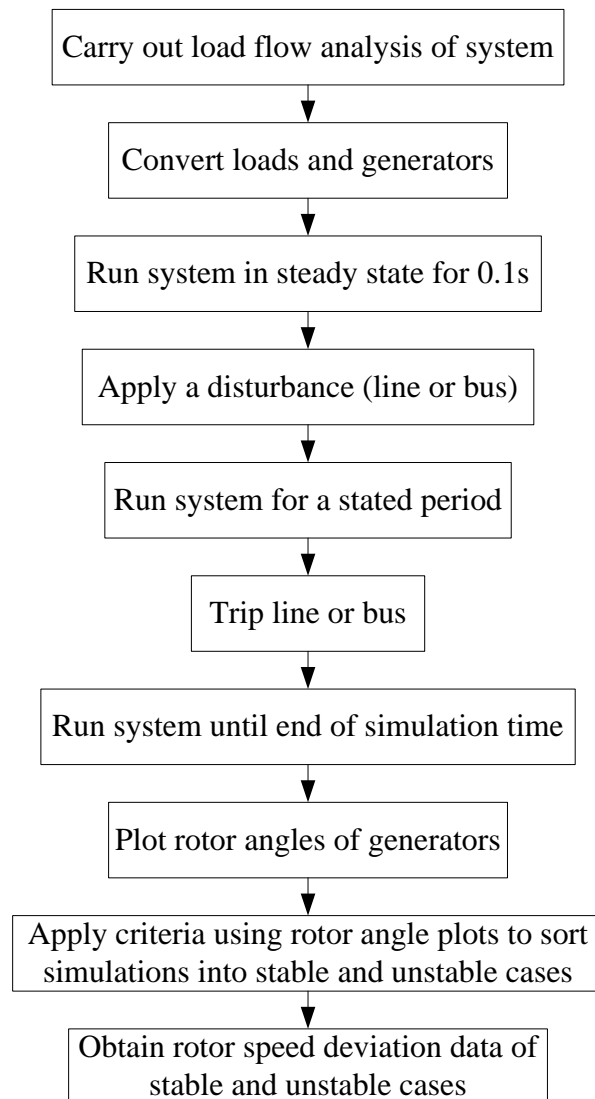 Carry out load flow analysis of system
Convert loads and generators
Run system in steady state for 0.1s
Apply a disturbance (line or bus)
Run system for a stated period
Trip line or bus
Run system until end of simulation time
Plot rotor angles of generators
Apply criteria using rotor angle plots to sort
simulations into stable and unstable cases
Obtain rotor speed deviation data of
stable and unstable cases